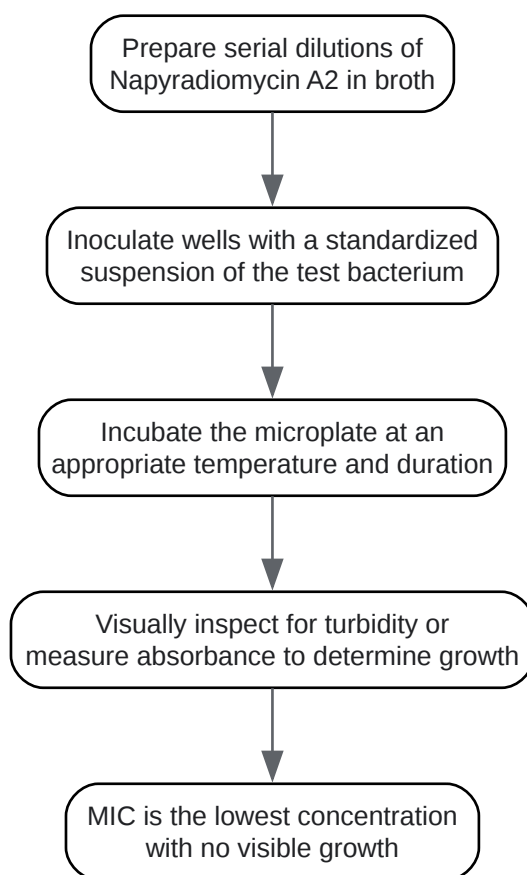 Prepare serial dilutions of
Napyradiomycin A2 in broth
Inoculate wells with a standardized
suspension of the test bacterium
Incubate the microplate at an
appropriate temperature and duration
Visually inspect for turbidity or
measure absorbance to determine growth
MIC is the lowest concentration
with no visible growth